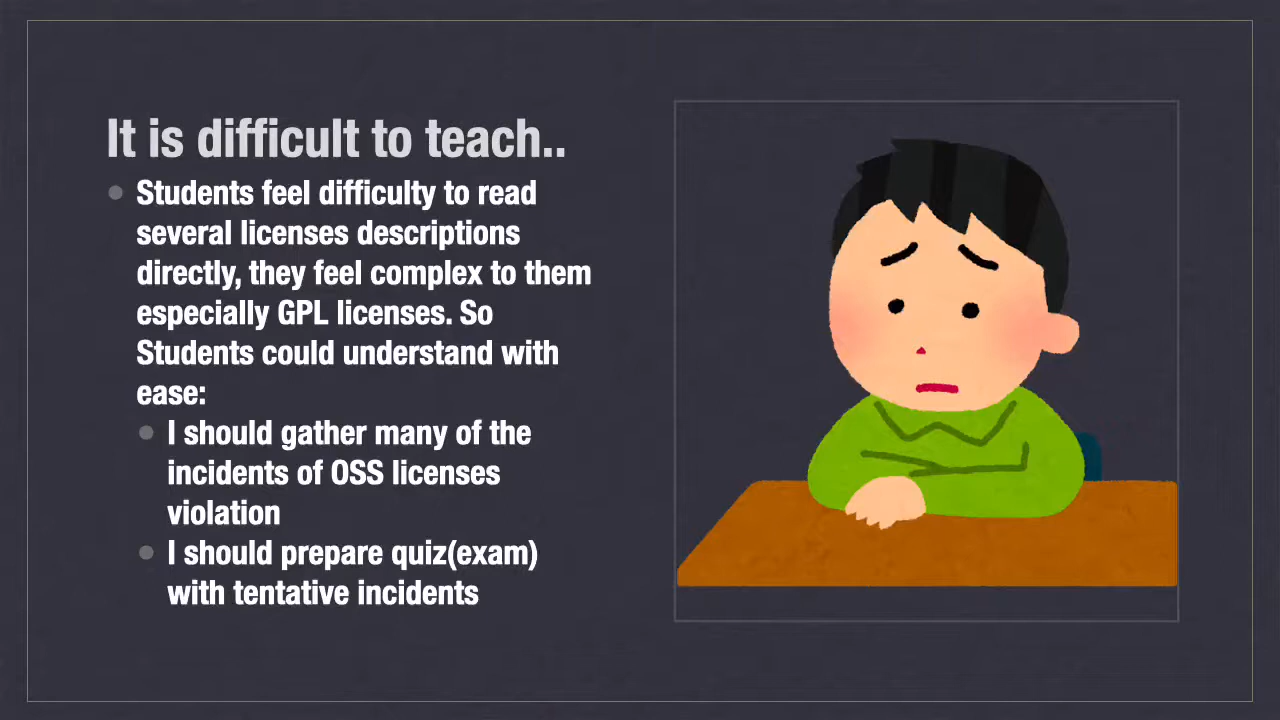 It is difficult to teach..
Students feel difficulty to read
several licenses descriptions
directly, they feel complex to them
especially GPL licenses. So
Students could understand with
ease:
I should gather many of the
incidents of OSS licenses
violation
I should prepare quiz(exam)
with tentative incidents